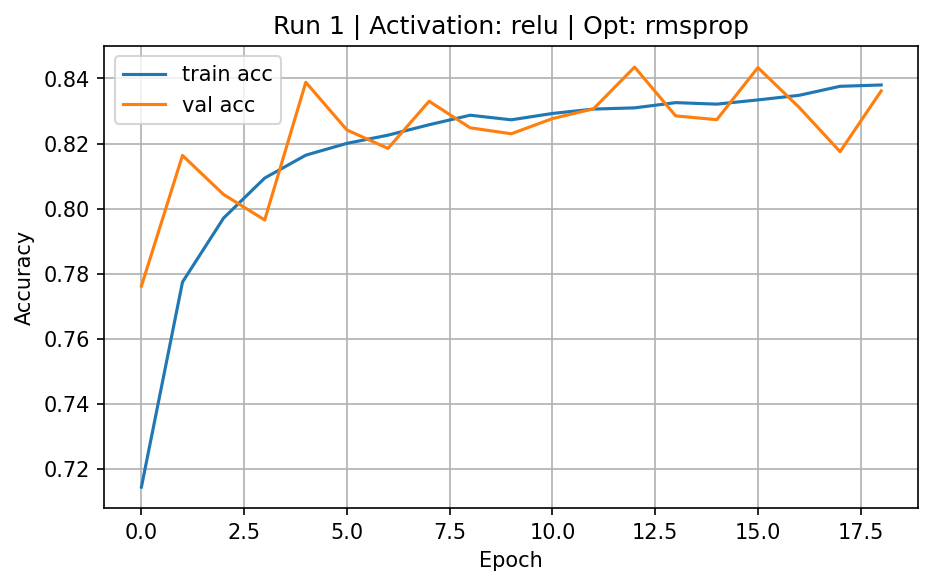 Run 1 | Activation: relu | Opt: rmsprop
train acc
val acc
0.84
0.82
0.80
0.78
0.76
0.74
0.72
Accuracy
0.0 2.5 5.0 7.5 10.0 12.5 15.0 17.5
Epoch